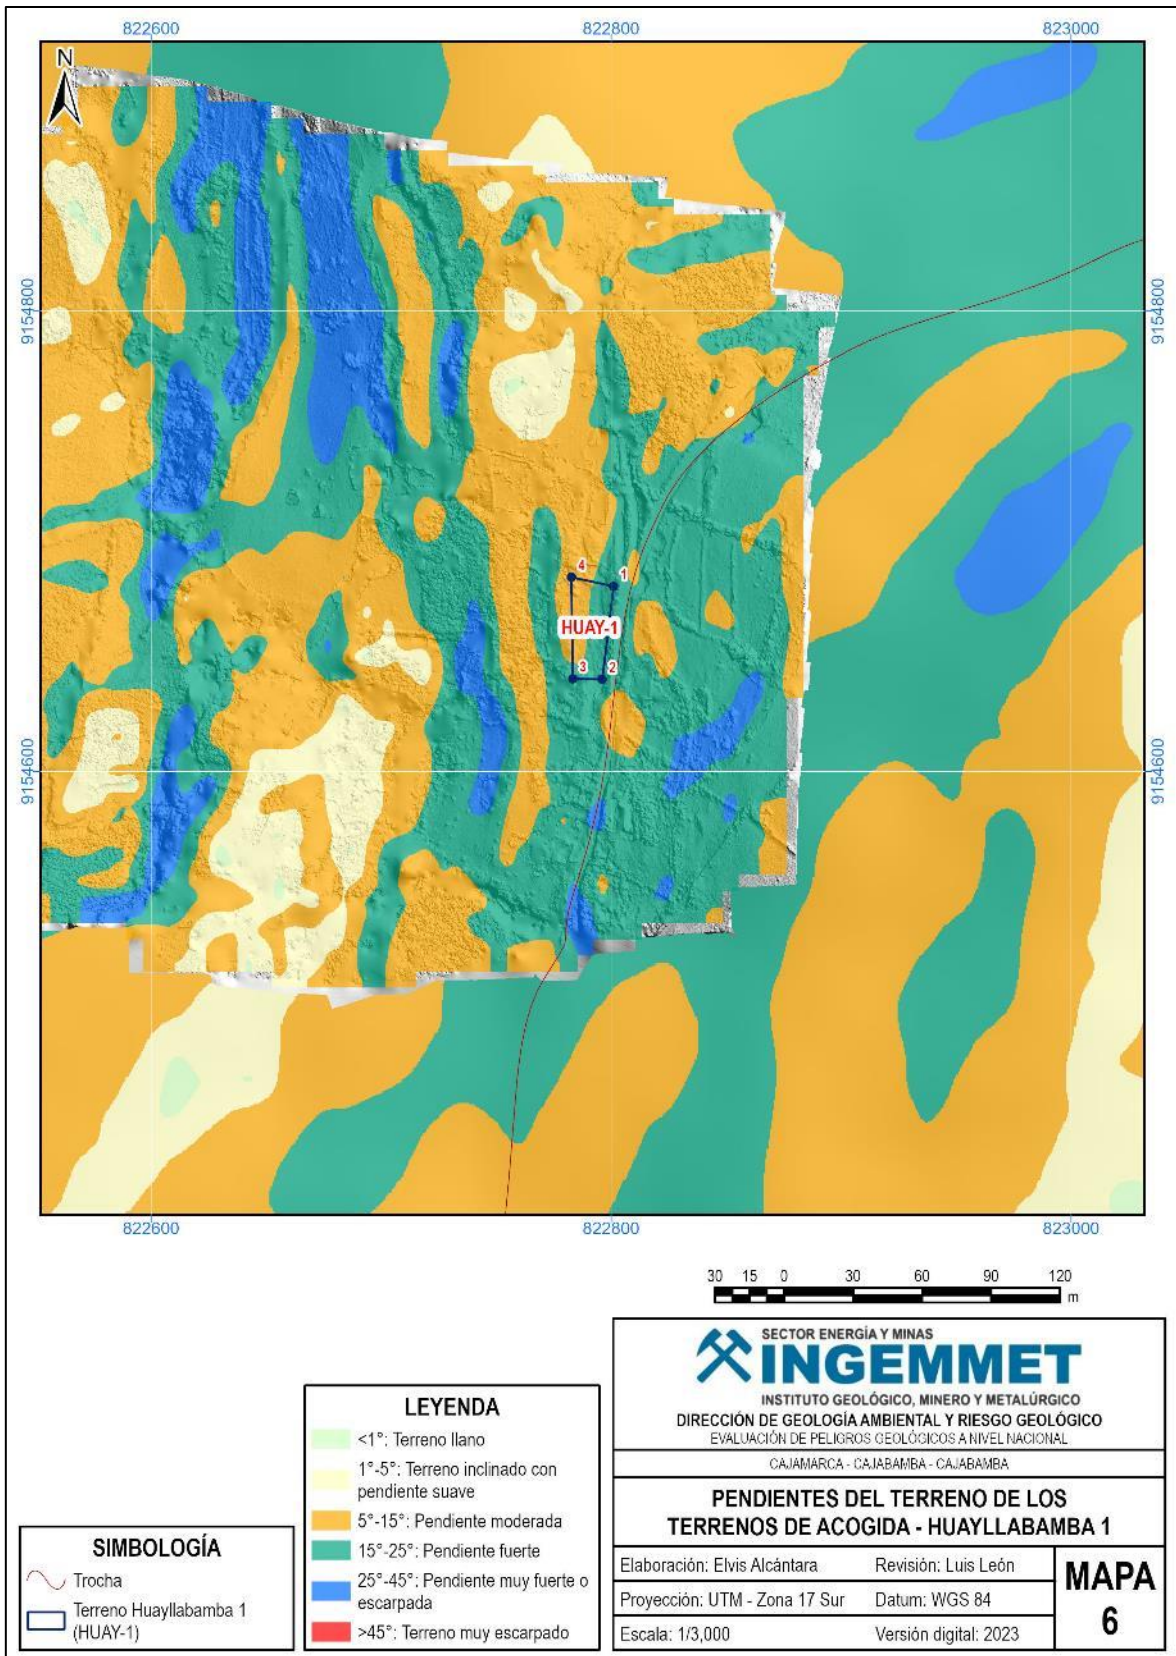 822600 822800 823000
N
9154800 9154800
4 1
HUAY-1
3 2
9154600 9154600
822600 822800 823000
30 15 0 30 60 90 120
m
SECTOR ENERGÍA Y MINAS
INGEMMET
INSTITUTO GEOLÓGICO, MINERO Y METALÚRGICO
DIRECCIÓN DE GEOLOGÍA AMBIENTAL Y RIESGO GEOLÓGICO
EVALUACIÓN DE PELIGROS GEOLÓGICOS A NIVEL NACIONAL
CAJAMARCA - CAJABAMBA - CAJABAMBA
PENDIENTES DEL TERRENO DE LOS
TERRENOS DE ACOGIDA - HUAYLLABAMBA 1
Elaboración: Elvis Alcántara Revisión: Luis León
Proyección: UTM - Zona 17 Sur Datum: WGS 84
Escala: 1/3,000 Versión digital: 2023
MAPA
6
LEYENDA
<1°: Terreno llano
1°-5°: Terreno inclinado con
pendiente suave
5°-15°: Pendiente moderada
15°-25°: Pendiente fuerte
25°-45°: Pendiente muy fuerte o
escarpada
>45°: Terreno muy escarpado
SIMBOLOGÍA
Trocha
Terreno Huayllabamba 1
(HUAY-1)